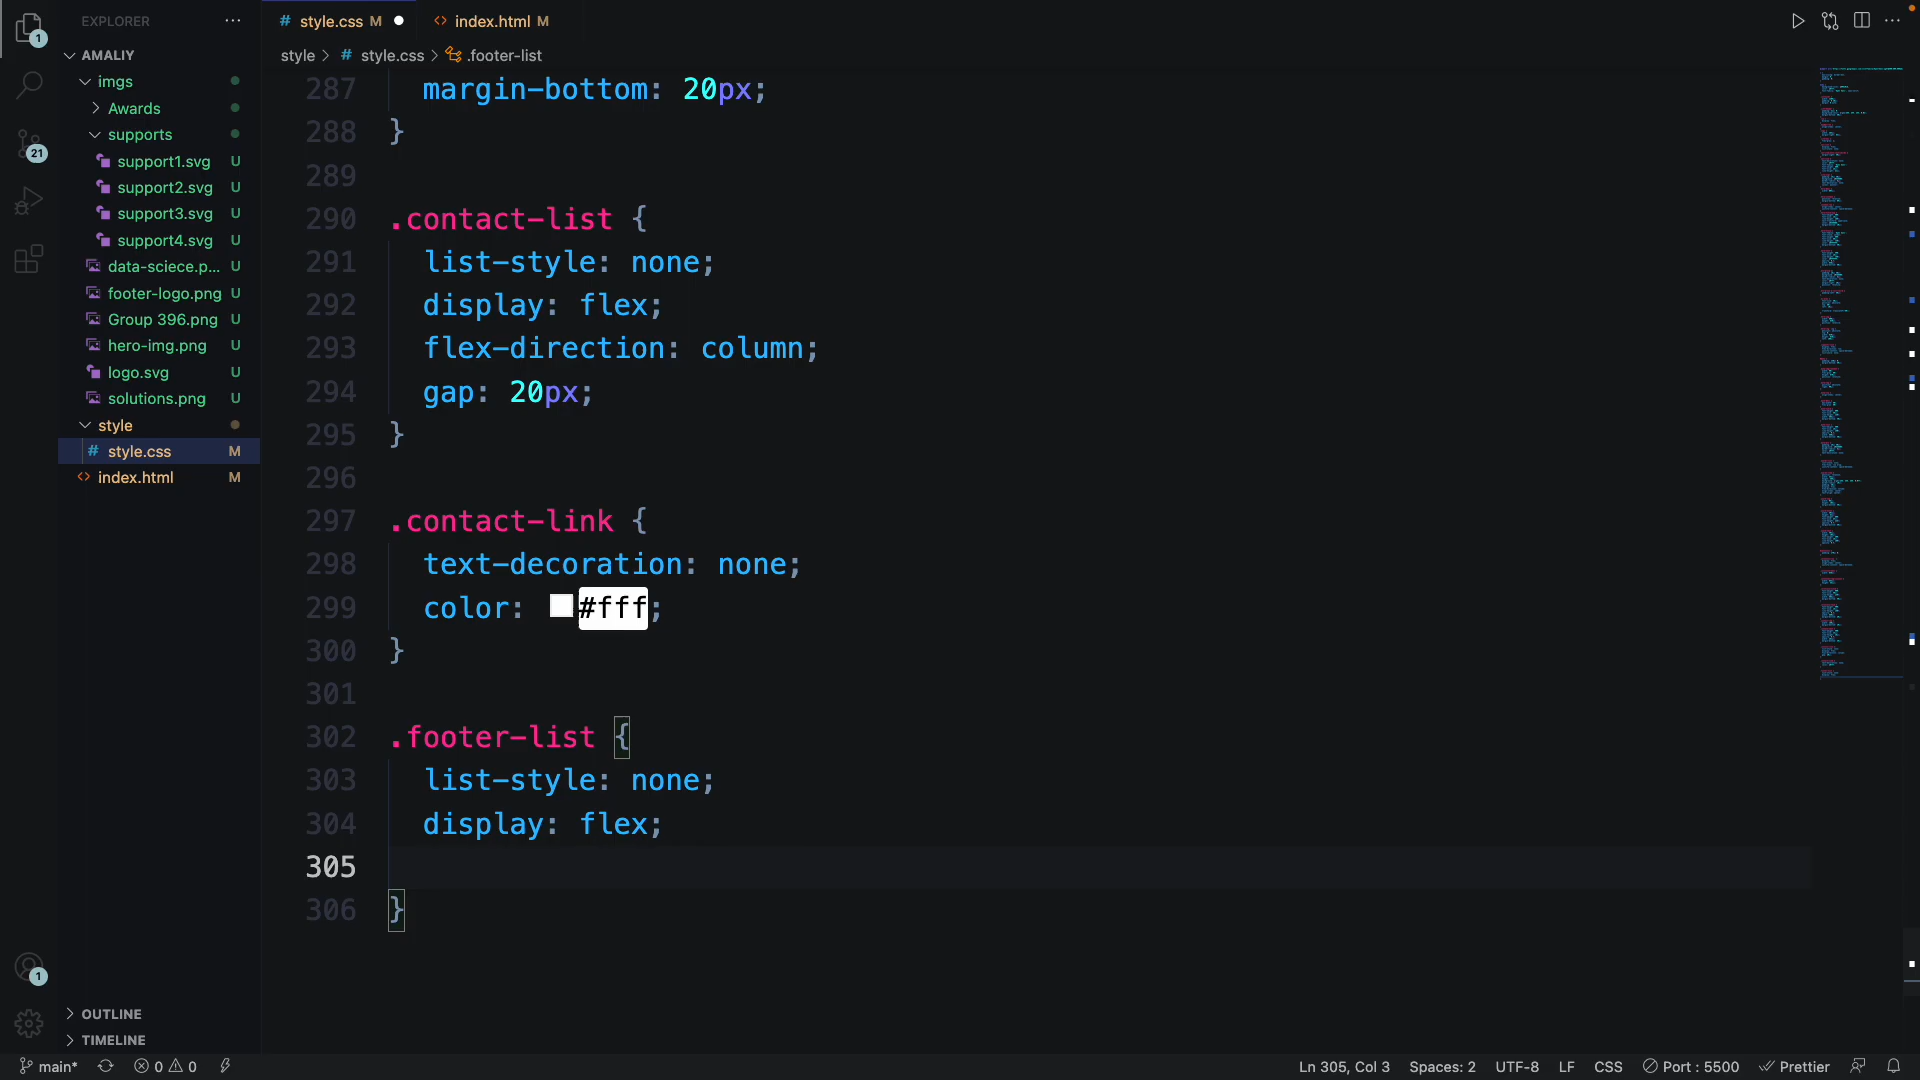 EXPLORER
AMALIY
imgs
Awards
supports
support1.svg U
support2.svg U
support3.svg U
support4.svg U
data-sciece.p... U
footer-logo.png U
Group 396.png U
hero-img.png U
logo.svg U
solutions.png U
style
# style.css M
<> index.html M
OUTLINE
TIMELINE
1
21
1
# style.css M
<> index.html M
style > # style.css > .footer-list
287 margin-bottom: 20px;
288 }
289
290 .contact-list {
291 list-style: none;
292 display: flex;
293 flex-direction: column;
294 gap: 20px;
295 }
296
297 .contact-link {
298 text-decoration: none;
299 color: #fff;
300 }
301
302 .footer-list {
303 list-style: none;
304 display: flex;
305
306 }
main* 0 0 Ln 305, Col 3 Spaces: 2 UTF-8 LF CSS Port : 5500 Prettier